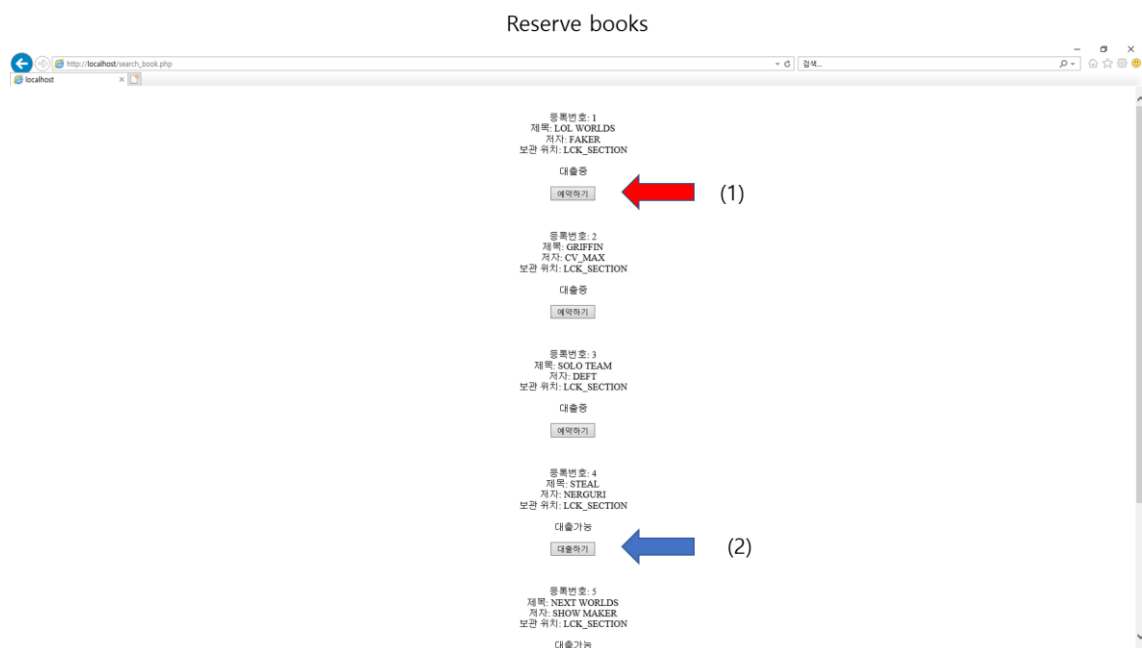 Reserve books
http://localhost/search_book.php
검색...
localhost
등록번호: 1
제목: LOL WORLDS
저자: FAKER
보관 위치: LCK_SECTION
대출중
예약하기
(1)
등록번호: 2
제목: GRIFFIN
저자: CV_MAX
보관 위치: LCK_SECTION
대출중
예약하기
등록번호: 3
제목: SOLO TEAM
저자: DEFT
보관 위치: LCK_SECTION
대출중
예약하기
등록번호: 4
제목: STEAL
저자: NERGURI
보관 위치: LCK_SECTION
대출가능
대출하기
(2)
등록번호: 5
제목: NEXT WORLDS
저자: SHOW MAKER
보관 위치: LCK_SECTION
대출가능